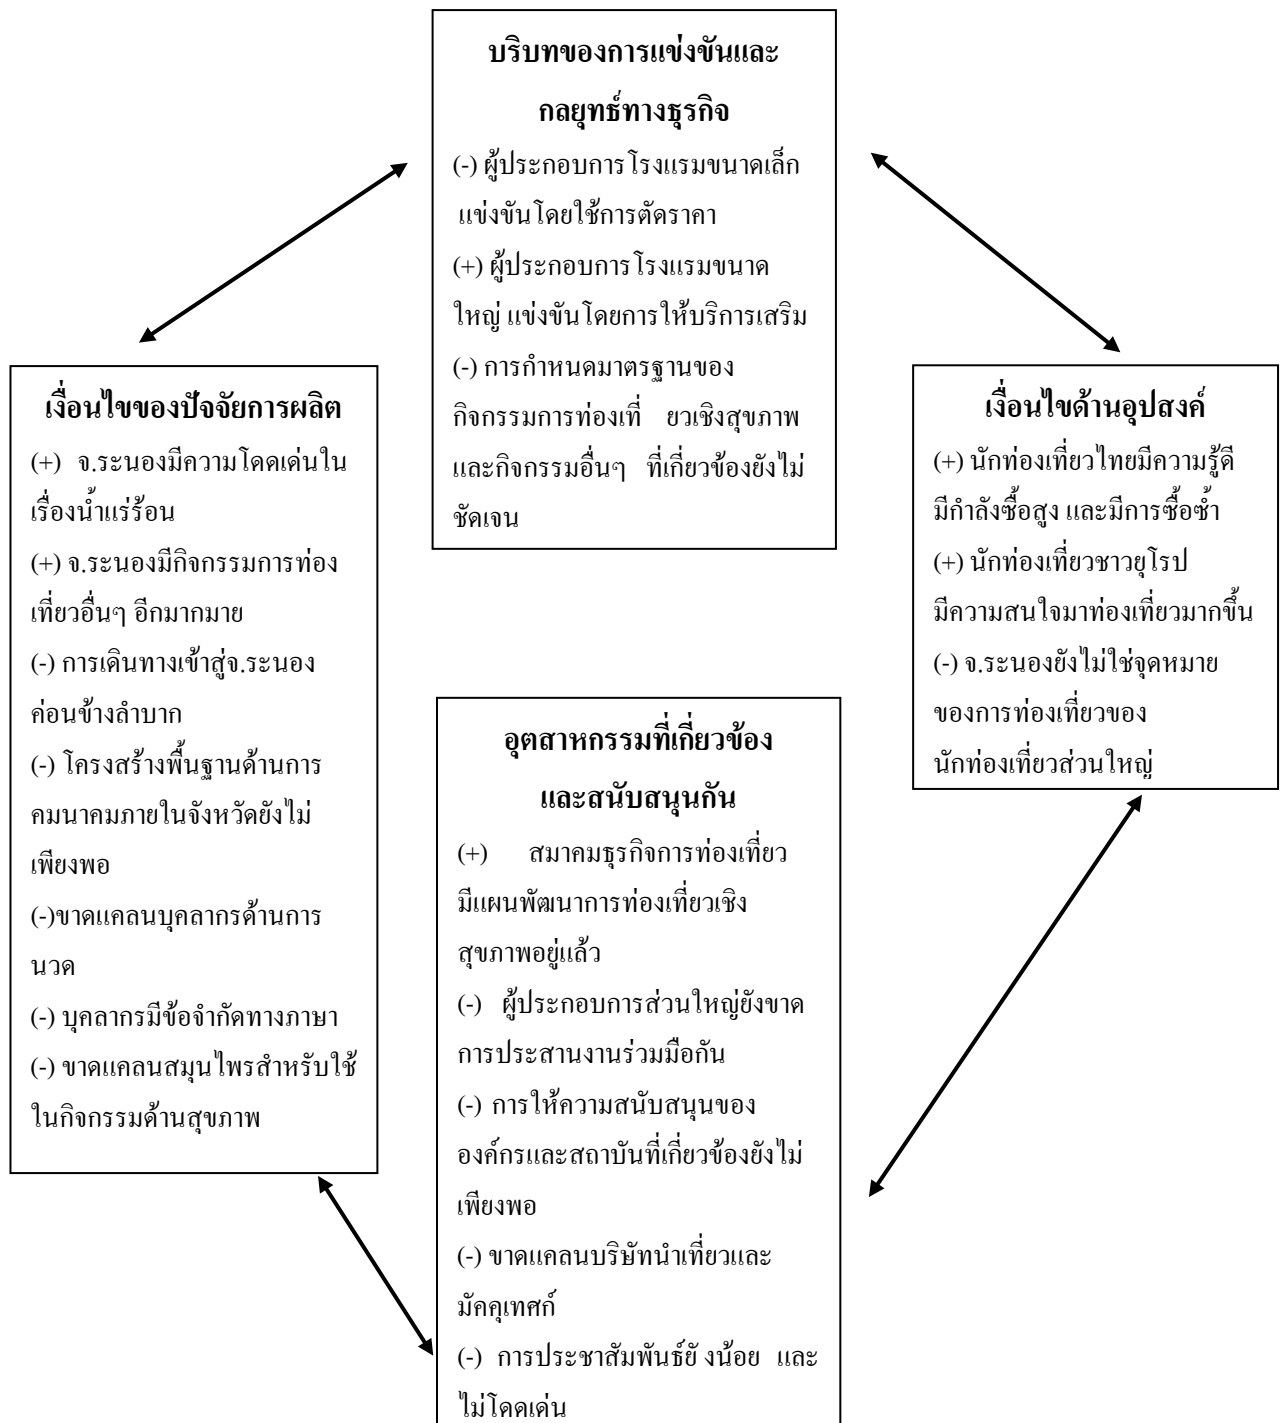 บริบทของการแข่งขันและ
กลยุทธ์ทางธุรกิจ
(-) ผู้ประกอบการโรงแรมขนาดเล็ก
แข่งขันโดยใช้การตัดราคา
(+) ผู้ประกอบการโรงแรมขนาด
ใหญ่ แข่งขันโดยการให้บริการเสริม
(-) การกำหนดมาตรฐานของ
กิจกรรมการท่องเที่ ยวเชิงสุขภาพ
และกิจกรรมอื่นๆ ที่เกี่ยวข้องยังไม่
ชัดเจน
เงื่อนไขของปัจจัยการผลิต
(+) จ.ระนองมีความโดดเด่นใน
เรื่องน้ำแร่ร้อน
(+) จ.ระนองมีกิจกรรมการท่อง
เที่ยวอื่นๆ อีกมากมาย
(-) การเดินทางเข้าสู่จ.ระนอง
ค่อนข้างลำบาก
(-) โครงสร้างพื้นฐานด้านการ
คมนาคมภายในจังหวัดยังไม่
เพียงพอ
(-)ขาดแคลนบุคลากรด้านการ
นวด
(-) บุคลากรมีข้อจำกัดทางภาษา
(-) ขาดแคลนสมุนไพรสำหรับใช้
ในกิจกรรมด้านสุขภาพ
เงื่อนไขด้านอุปสงค์
(+) นักท่องเที่ยวไทยมีความรู้ดี
มีกำลังซื้อสูง และมีการซื้อซ้ำ
(+) นักท่องเที่ยวชาวยุโรป
มีความสนใจมาท่องเที่ยวมากขึ้น
(-) จ.ระนองยังไม่ใช่จุดหมาย
ของการท่องเที่ยวของ
นักท่องเที่ยวส่วนใหญ่
อุตสาหกรรมที่เกี่ยวข้อง
และสนับสนุนกัน
(+) สมาคมธุรกิจการท่องเที่ยว
มีแผนพัฒนาการท่องเที่ยวเชิง
สุขภาพอยู่แล้ว
(-) ผู้ประกอบการส่วนใหญ่ยังขาด
การประสานงานร่วมมือกัน
(-) การให้ความสนับสนุนของ
องค์กรและสถาบันที่เกี่ยวข้องยังไม่
เพียงพอ
(-) ขาดแคลนบริษัทนำเที่ยวและ
มัคคุเทศก์
(-) การประชาสัมพันธ์ยั งน้อย และ
ไม่โดดเด่น